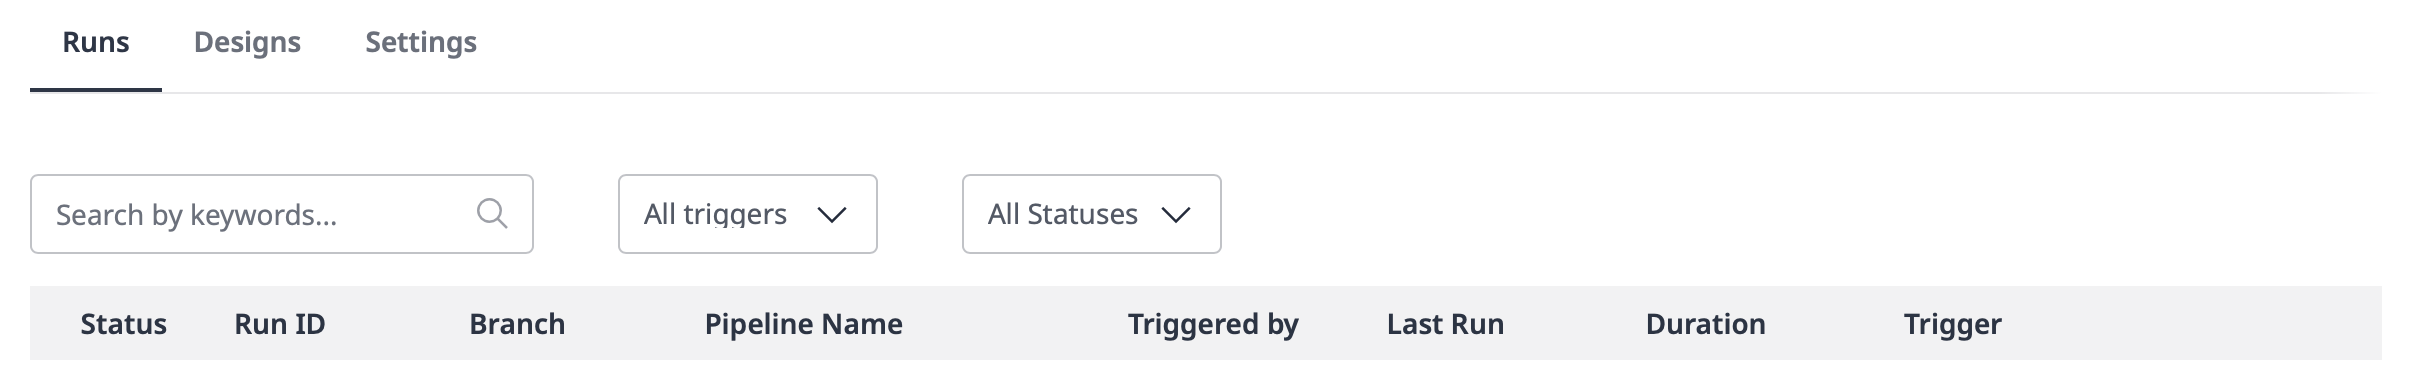 Runs Designs Settings
Search by keywords... All triggers All Statuses
Status Run ID Branch Pipeline Name Triggered by Last Run Duration Trigger